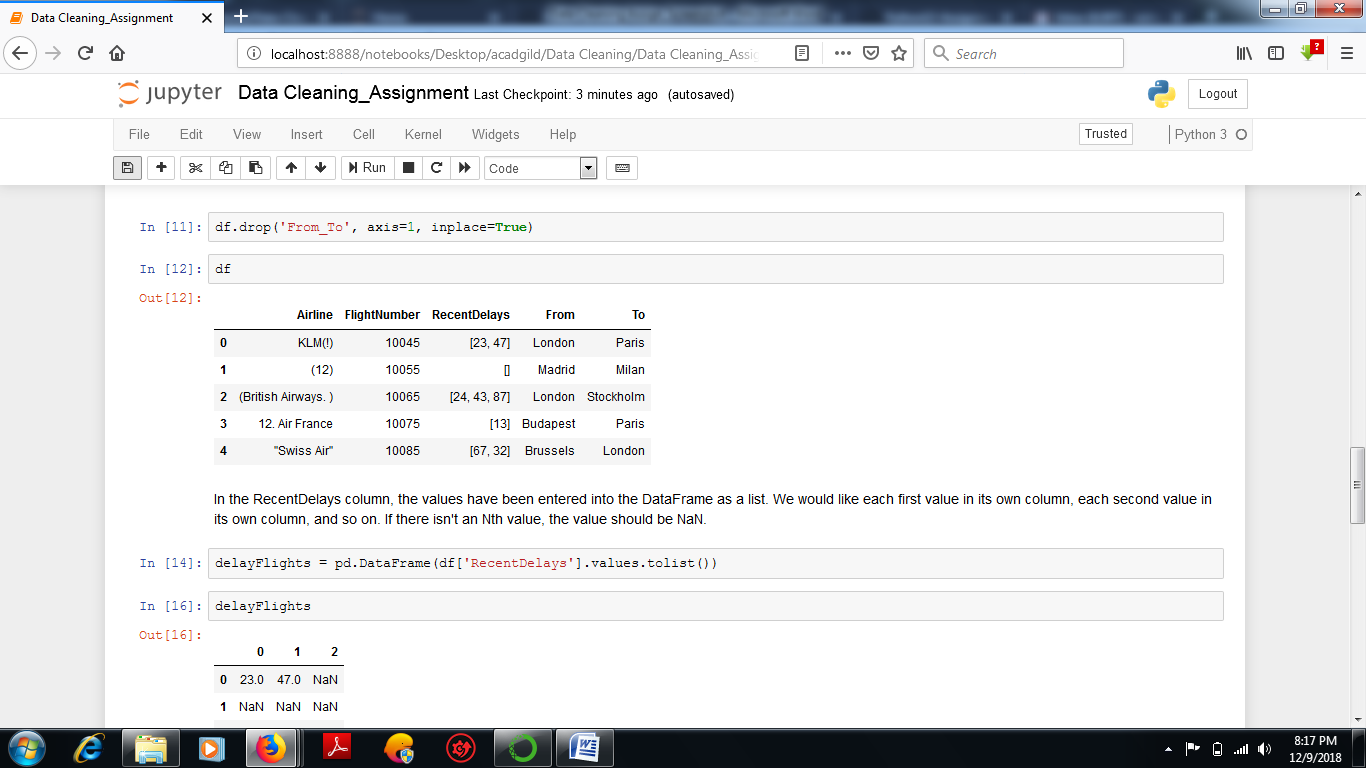 Data Cleaning_Assignment
localhost:8888/notebooks/Desktop/acadgild/Data Cleaning/Data Cleaning_Assig
Search
?
jupyter Data Cleaning_Assignment Last Checkpoint: 3 minutes ago (autosaved)
Logout
File Edit View Insert Cell Kernel Widgets Help
Trusted Python 3
Run Code
In [11]: df.drop('From_To', axis=1, inplace=True)
In [12]: df
Out[12]:
Airline FlightNumber RecentDelays From To
0 KLM(!) 10045 [23, 47] London Paris
1 (12) 10055 [] Madrid Milan
2 (British Airways. ) 10065 [24, 43, 87] London Stockholm
3 12. Air France 10075 [13] Budapest Paris
4 "Swiss Air" 10085 [67, 32] Brussels London
In the RecentDelays column, the values have been entered into the DataFrame as a list. We would like each first value in its own column, each second value in
its own column, and so on. If there isn't an Nth value, the value should be NaN.
In [14]: delayFlights = pd.DataFrame(df['RecentDelays'].values.tolist())
In [16]: delayFlights
Out[16]:
0 1 2
0 23.0 47.0 NaN
1 NaN NaN NaN
8:17 PM
12/9/2018